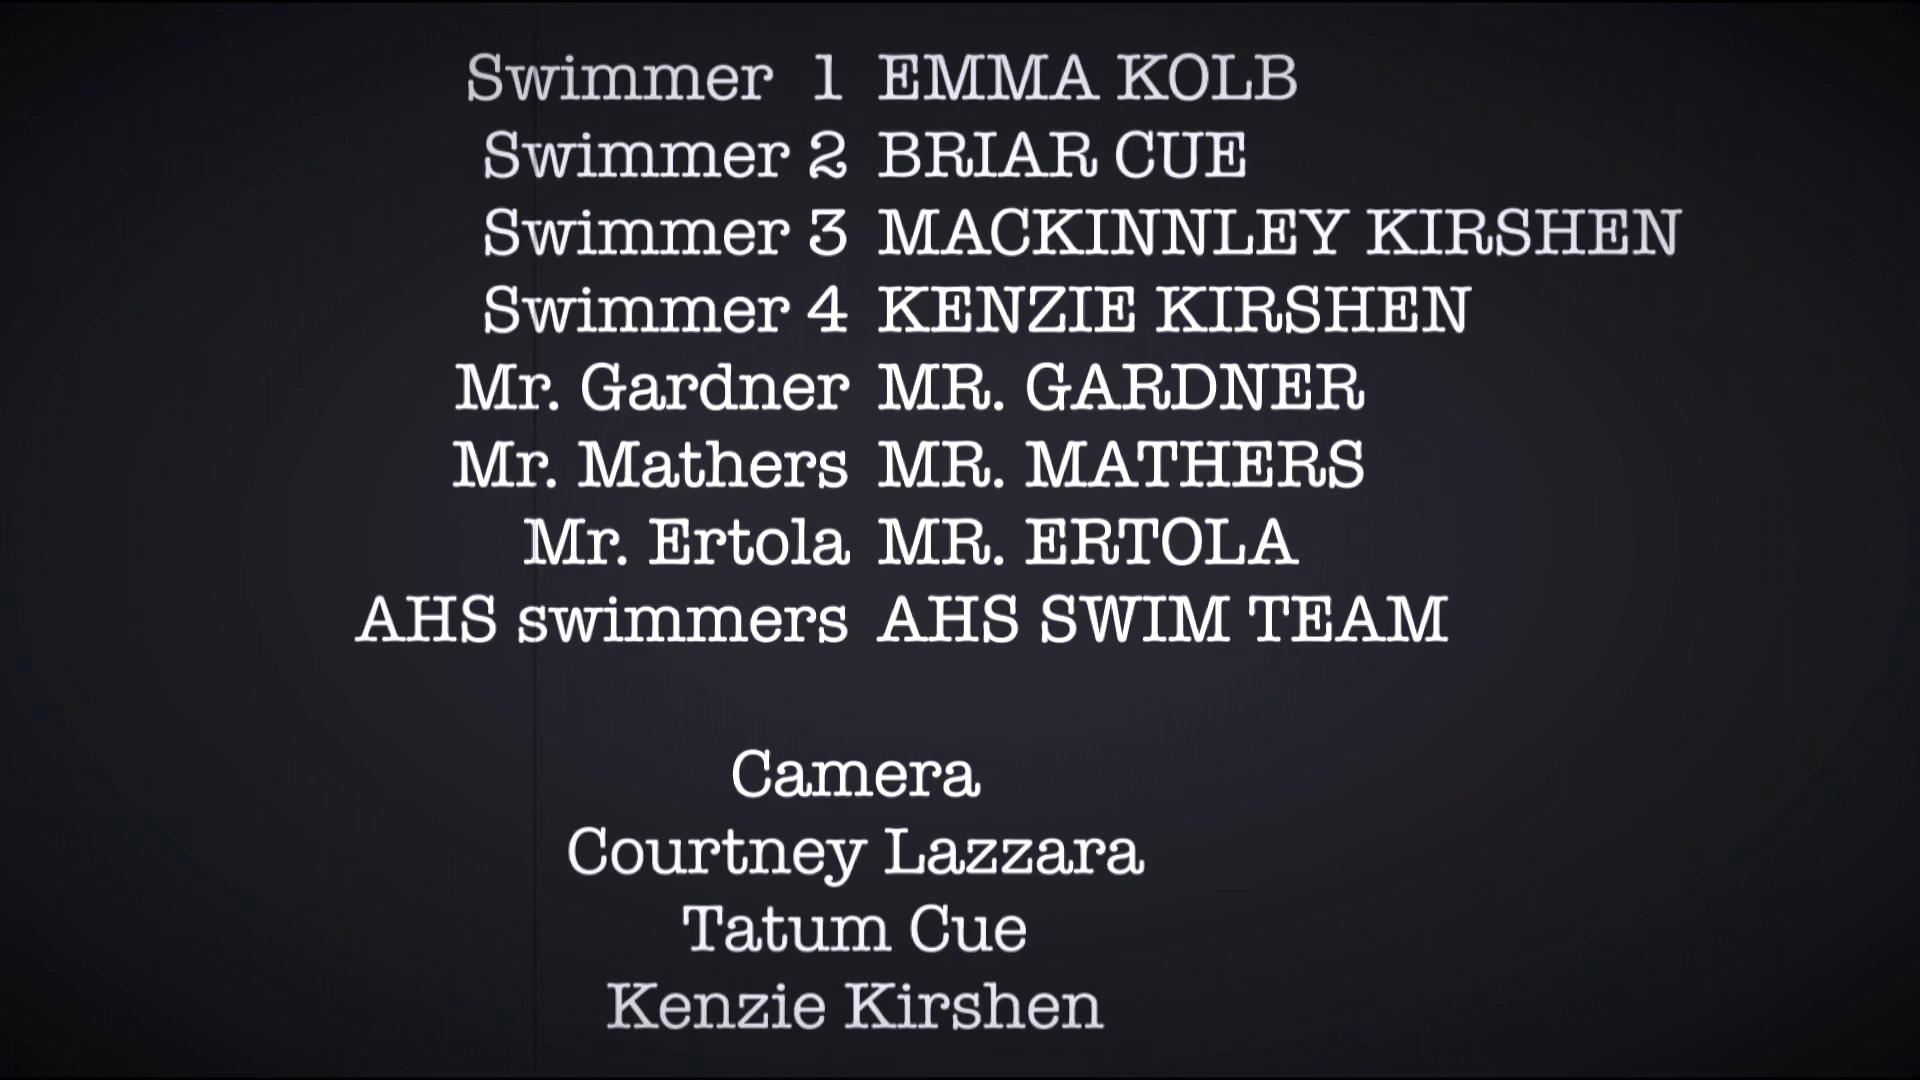 Swimmer 1 EMMA KOLB
Swimmer 2 BRIAR CUE
Swimmer 3 MACKINNLEY KIRSHEN
Swimmer 4 KENZIE KIRSHEN
Mr. Gardner MR. GARDNER
Mr. Mathers MR. MATHERS
Mr. Ertola MR. ERTOLA
AHS swimmers AHS SWIM TEAM
Camera
Courtney Lazzara
Tatum Cue
Kenzie Kirshen